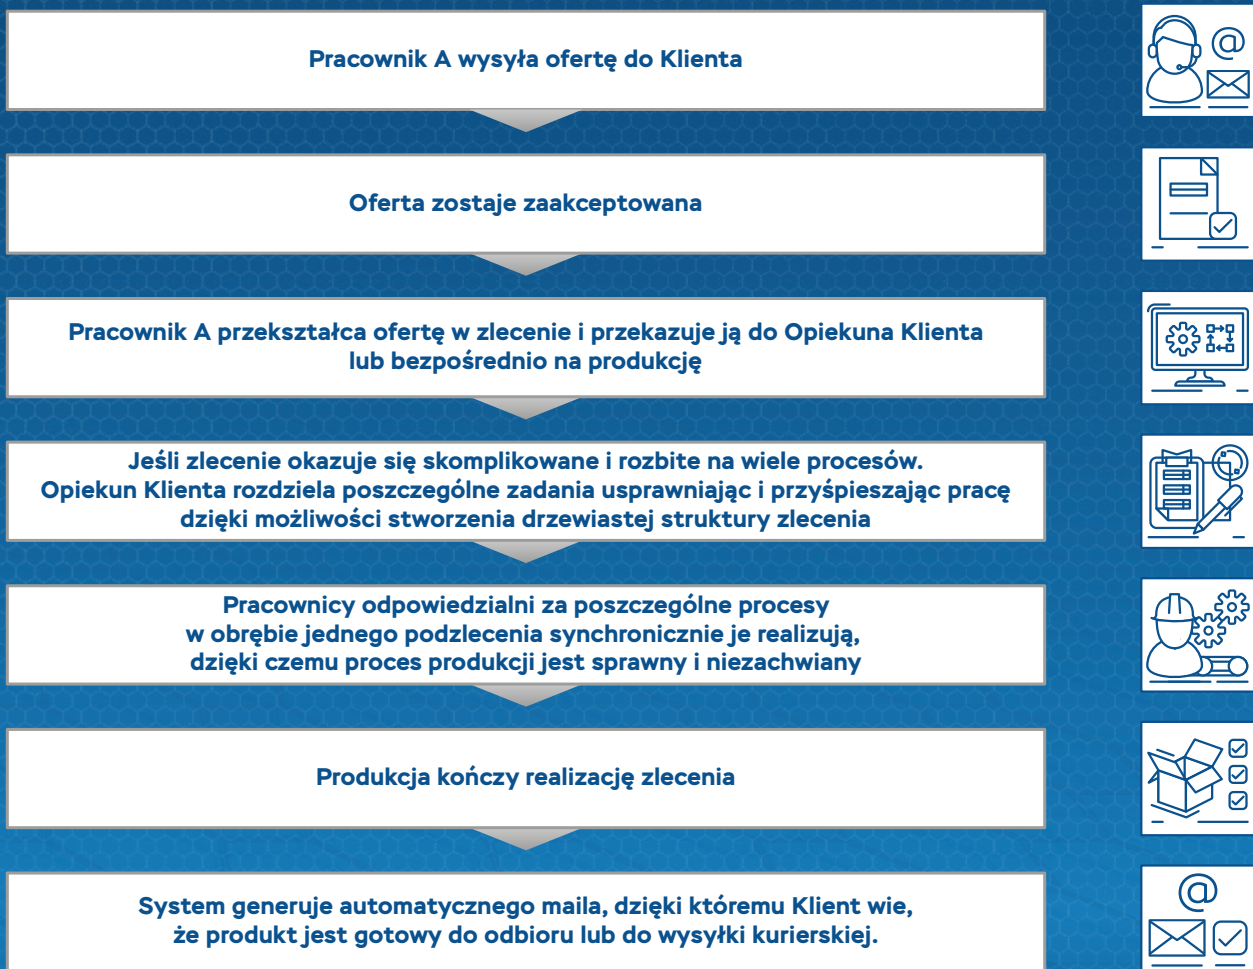 Pracownik A wysyła ofertę do Klienta
@
Oferta zostaje zaakceptowana
Pracownik A przekształca ofertę w zlecenie i przekazuje ją do Opiekuna Klienta
lub bezpośrednio na produkcję
Jeśli zlecenie okazuje się skomplikowane i rozbite na wiele procesów.
Opiekun Klienta rozdziela poszczególne zadania usprawniając i przyśpieszając pracę
dzięki możliwości stworzenia drzewiastej struktury zlecenia
Pracownicy odpowiedzialni za poszczególne procesy
w obrębie jednego podzlecenia synchronicznie je realizują,
dzięki czemu proces produkcji jest sprawny i niezachwiany
Produkcja kończy realizację zlecenia
System generuje automatycznego maila, dzięki któremu Klient wie,
że produkt jest gotowy do odbioru lub do wysyłki kurierskiej.
@